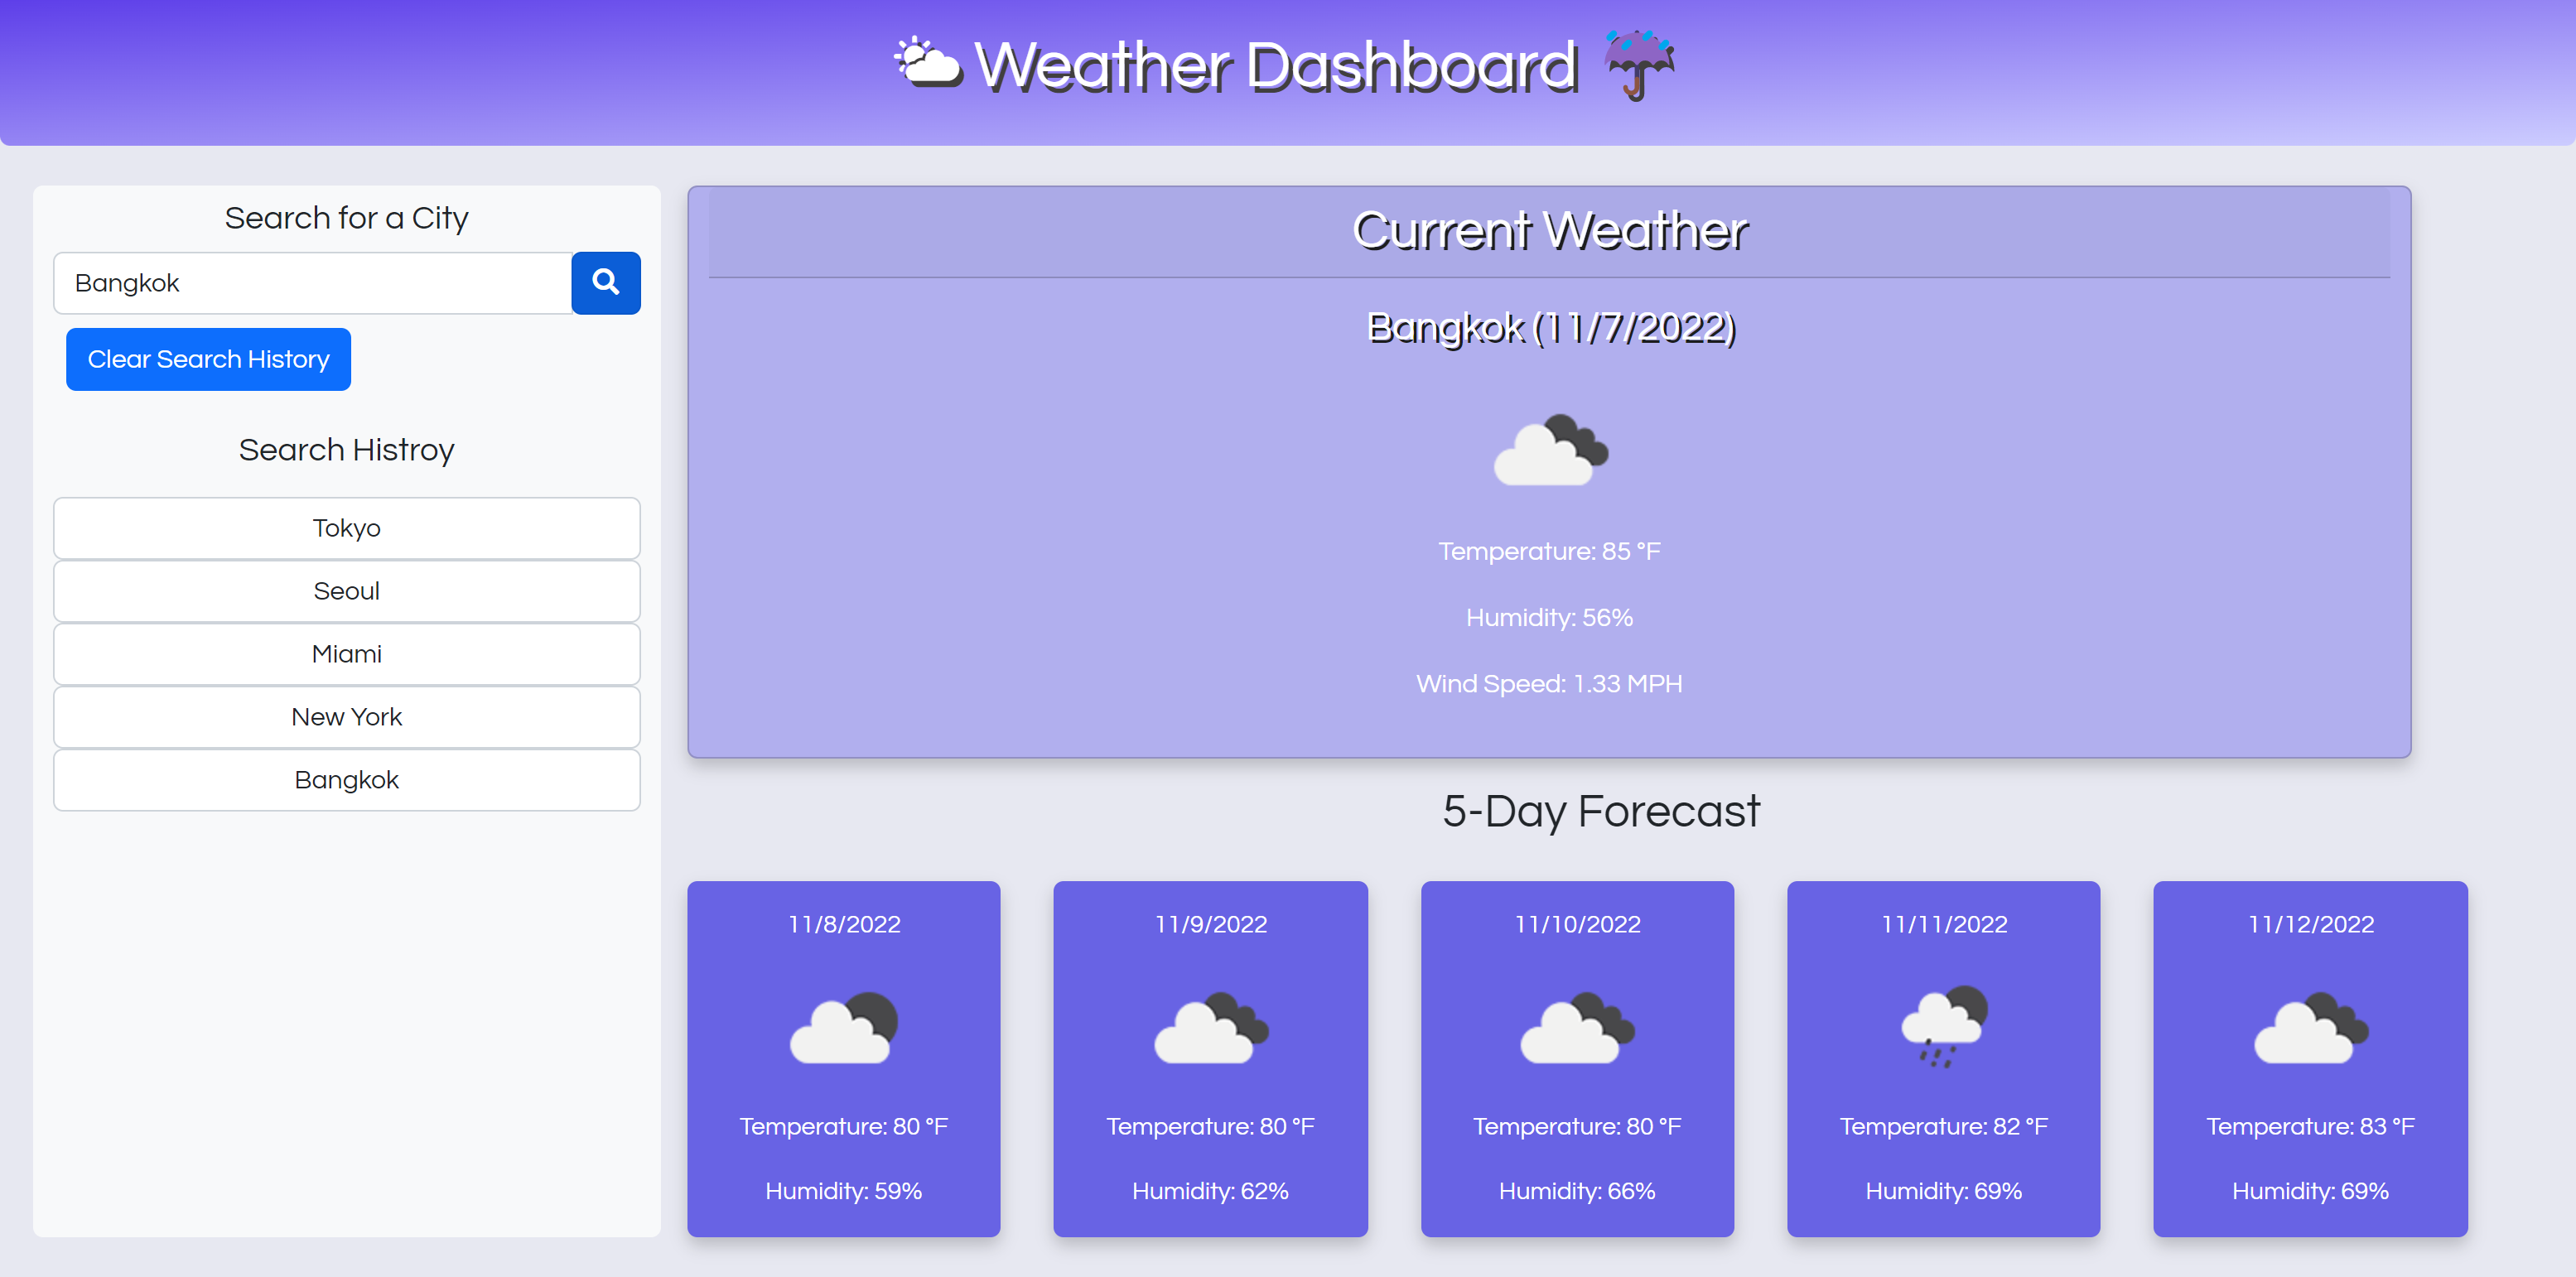 Weather Dashboard
Search for a City
Bangkok
Clear Search History
Search Histroy
Tokyo
Seoul
Miami
New York
Bangkok
Current Weather
Bangkok (11/7/2022)
Temperature: 85 °F
Humidity: 56%
Wind Speed: 1.33 MPH
5-Day Forecast
11/8/2022
Temperature: 80 °F
Humidity: 59%
11/9/2022
Temperature: 80 °F
Humidity: 62%
11/10/2022
Temperature: 80 °F
Humidity: 66%
11/11/2022
Temperature: 82 °F
Humidity: 69%
11/12/2022
Temperature: 83 °F
Humidity: 69%